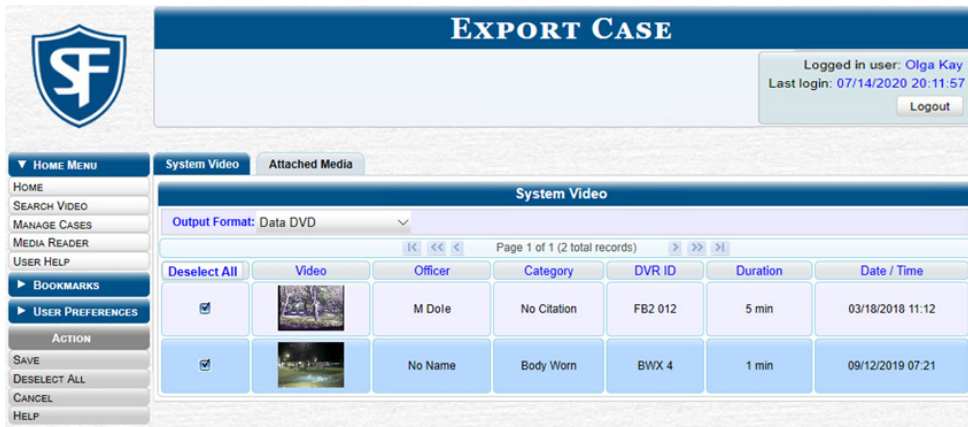 EXPORT CASE
SF
Logged in user: Olga Kay
Last login: 07/14/2020 20:11:57
Logout
▼ HOME MENU
HOME
SEARCH VIDEO
MANAGE CASES
MEDIA READER
USER HELP
► BOOKMARKS
► USER PREFERENCES
ACTION
SAVE
DESELECT ALL
CANCEL
HELP
System Video Attached Media
System Video
Output Format: Data DVD
Page 1 of 1 (2 total records)
Deselect All Video Officer Category DVR ID Duration Date / Time
M Dole No Citation FB2 012 5 min 03/18/2018 11:12
No Name Body Worn BWX 4 1 min 09/12/2019 07:21